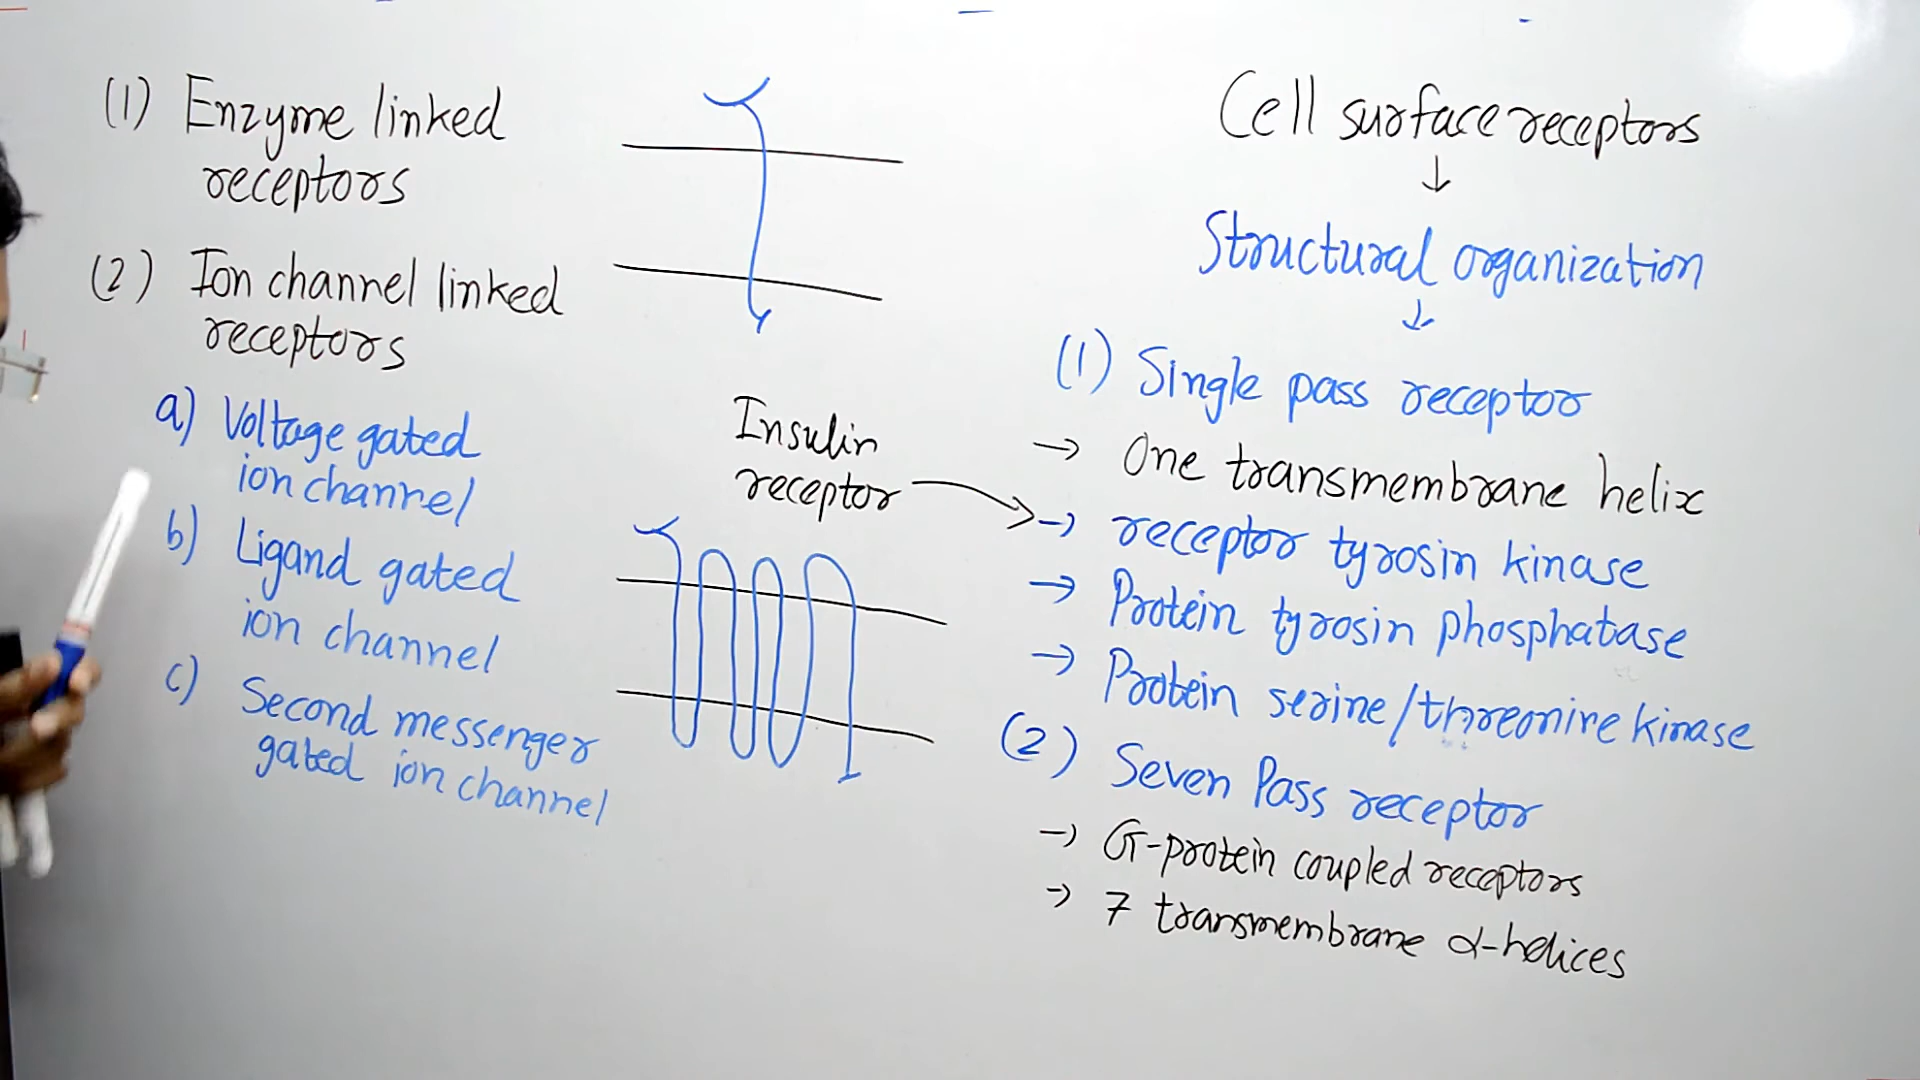 (1) Enzyme linked
receptors
(2) Ion channel linked
receptors
a) Voltage gated
ion channel
b) Ligand gated
ion channel
c) Second messenger
gated ion channel
Insulin
receptor
Cell surface receptors
↓
Structural organization
↓
(1) Single pass receptor
→ One transmembrane helix
→ receptor tyrosin kinase
→ Protein tyrosin phosphatase
→ Protein serine/threonine kinase
(2) Seven Pass receptor
→ G-protein coupled receptors
→ 7 transmembrane α-helices